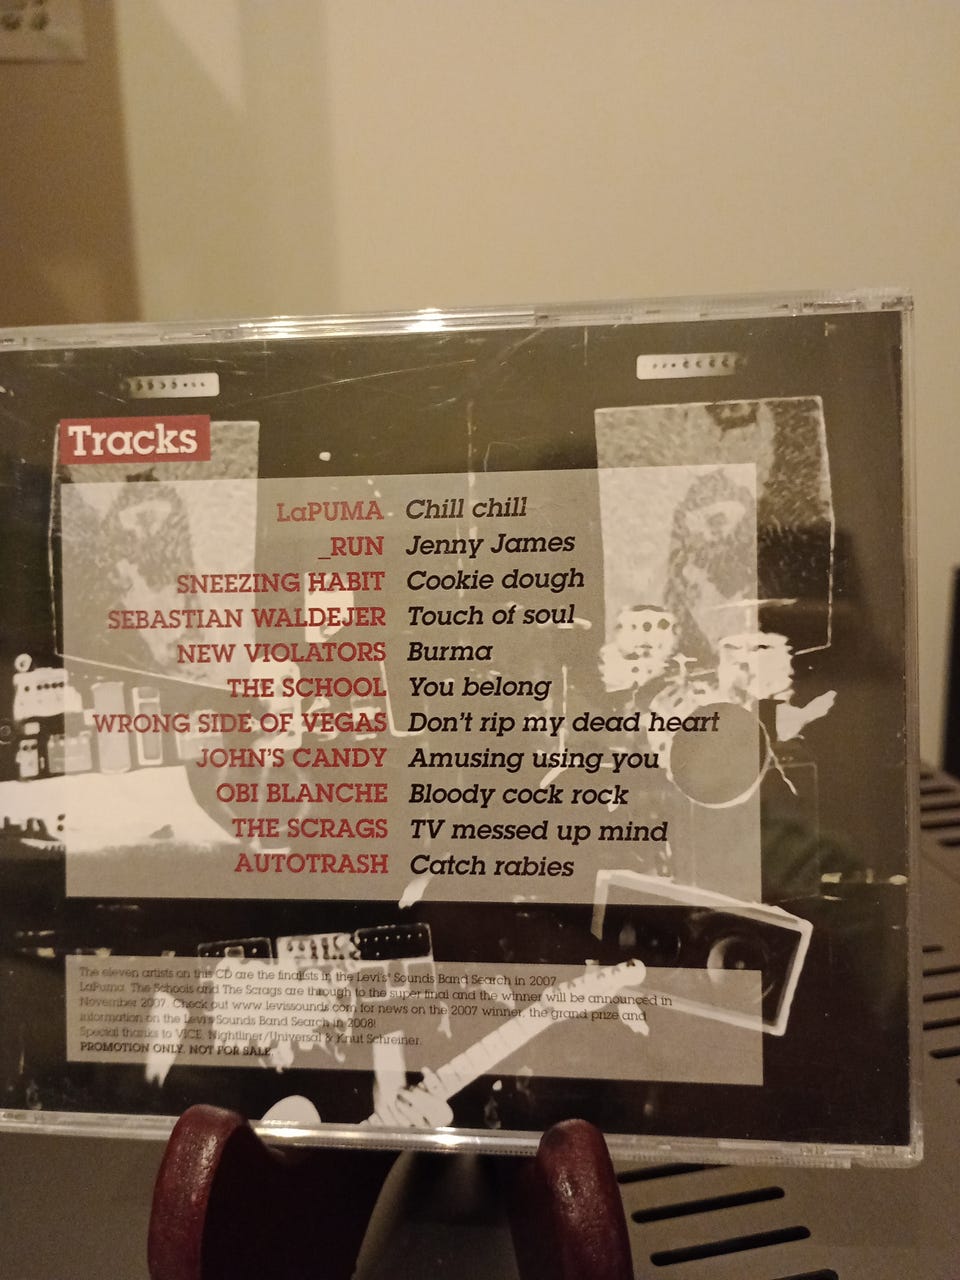 Tracks
LaPUMA Chill chill
_RUN Jenny James
SNEEZING HABIT Cookie dough
SEBASTIAN WALDEJER Touch of soul
NEW VIOLATORS Burma
THE SCHOOL You belong
WRONG SIDE OF VEGAS Don't rip my dead heart
JOHN'S CANDY Amusing using you
OBI BLANCHE Bloody cock rock
THE SCRAGS TV messed up mind
AUTOTRASH Catch rabies
The eleven artists on this CD are the finalists in the Levi's® Sounds Band Search in 2007
LaPuma, The Schools and The Scrags are through to the super final and the winner will be announced in
November 2007. Check out www.levissounds.com for news on the 2007 winner, the grand prize and
information on the Levi's Sounds Band Search in 2008!
Special thanks to VICE, Nightliner/Universal & Knut Schreiner.
PROMOTION ONLY. NOT FOR SALE.